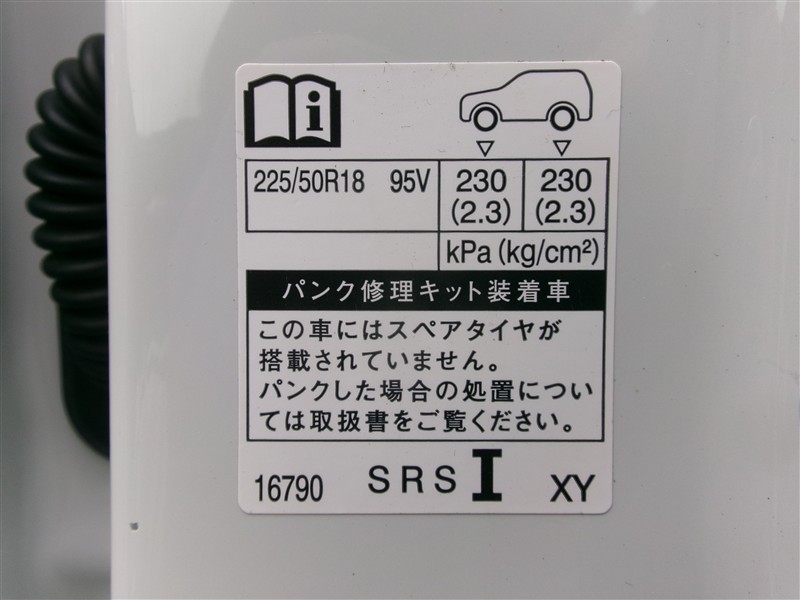 i
225/50R18 95V 230 (2.3) 230 (2.3)
kPa (kg/cm²)
パンク修理キット装着車
この車にはスペアタイヤが
搭載されていません。
パンクした場合の処置につい
ては取扱書をご覧ください。
16790 SRS I XY